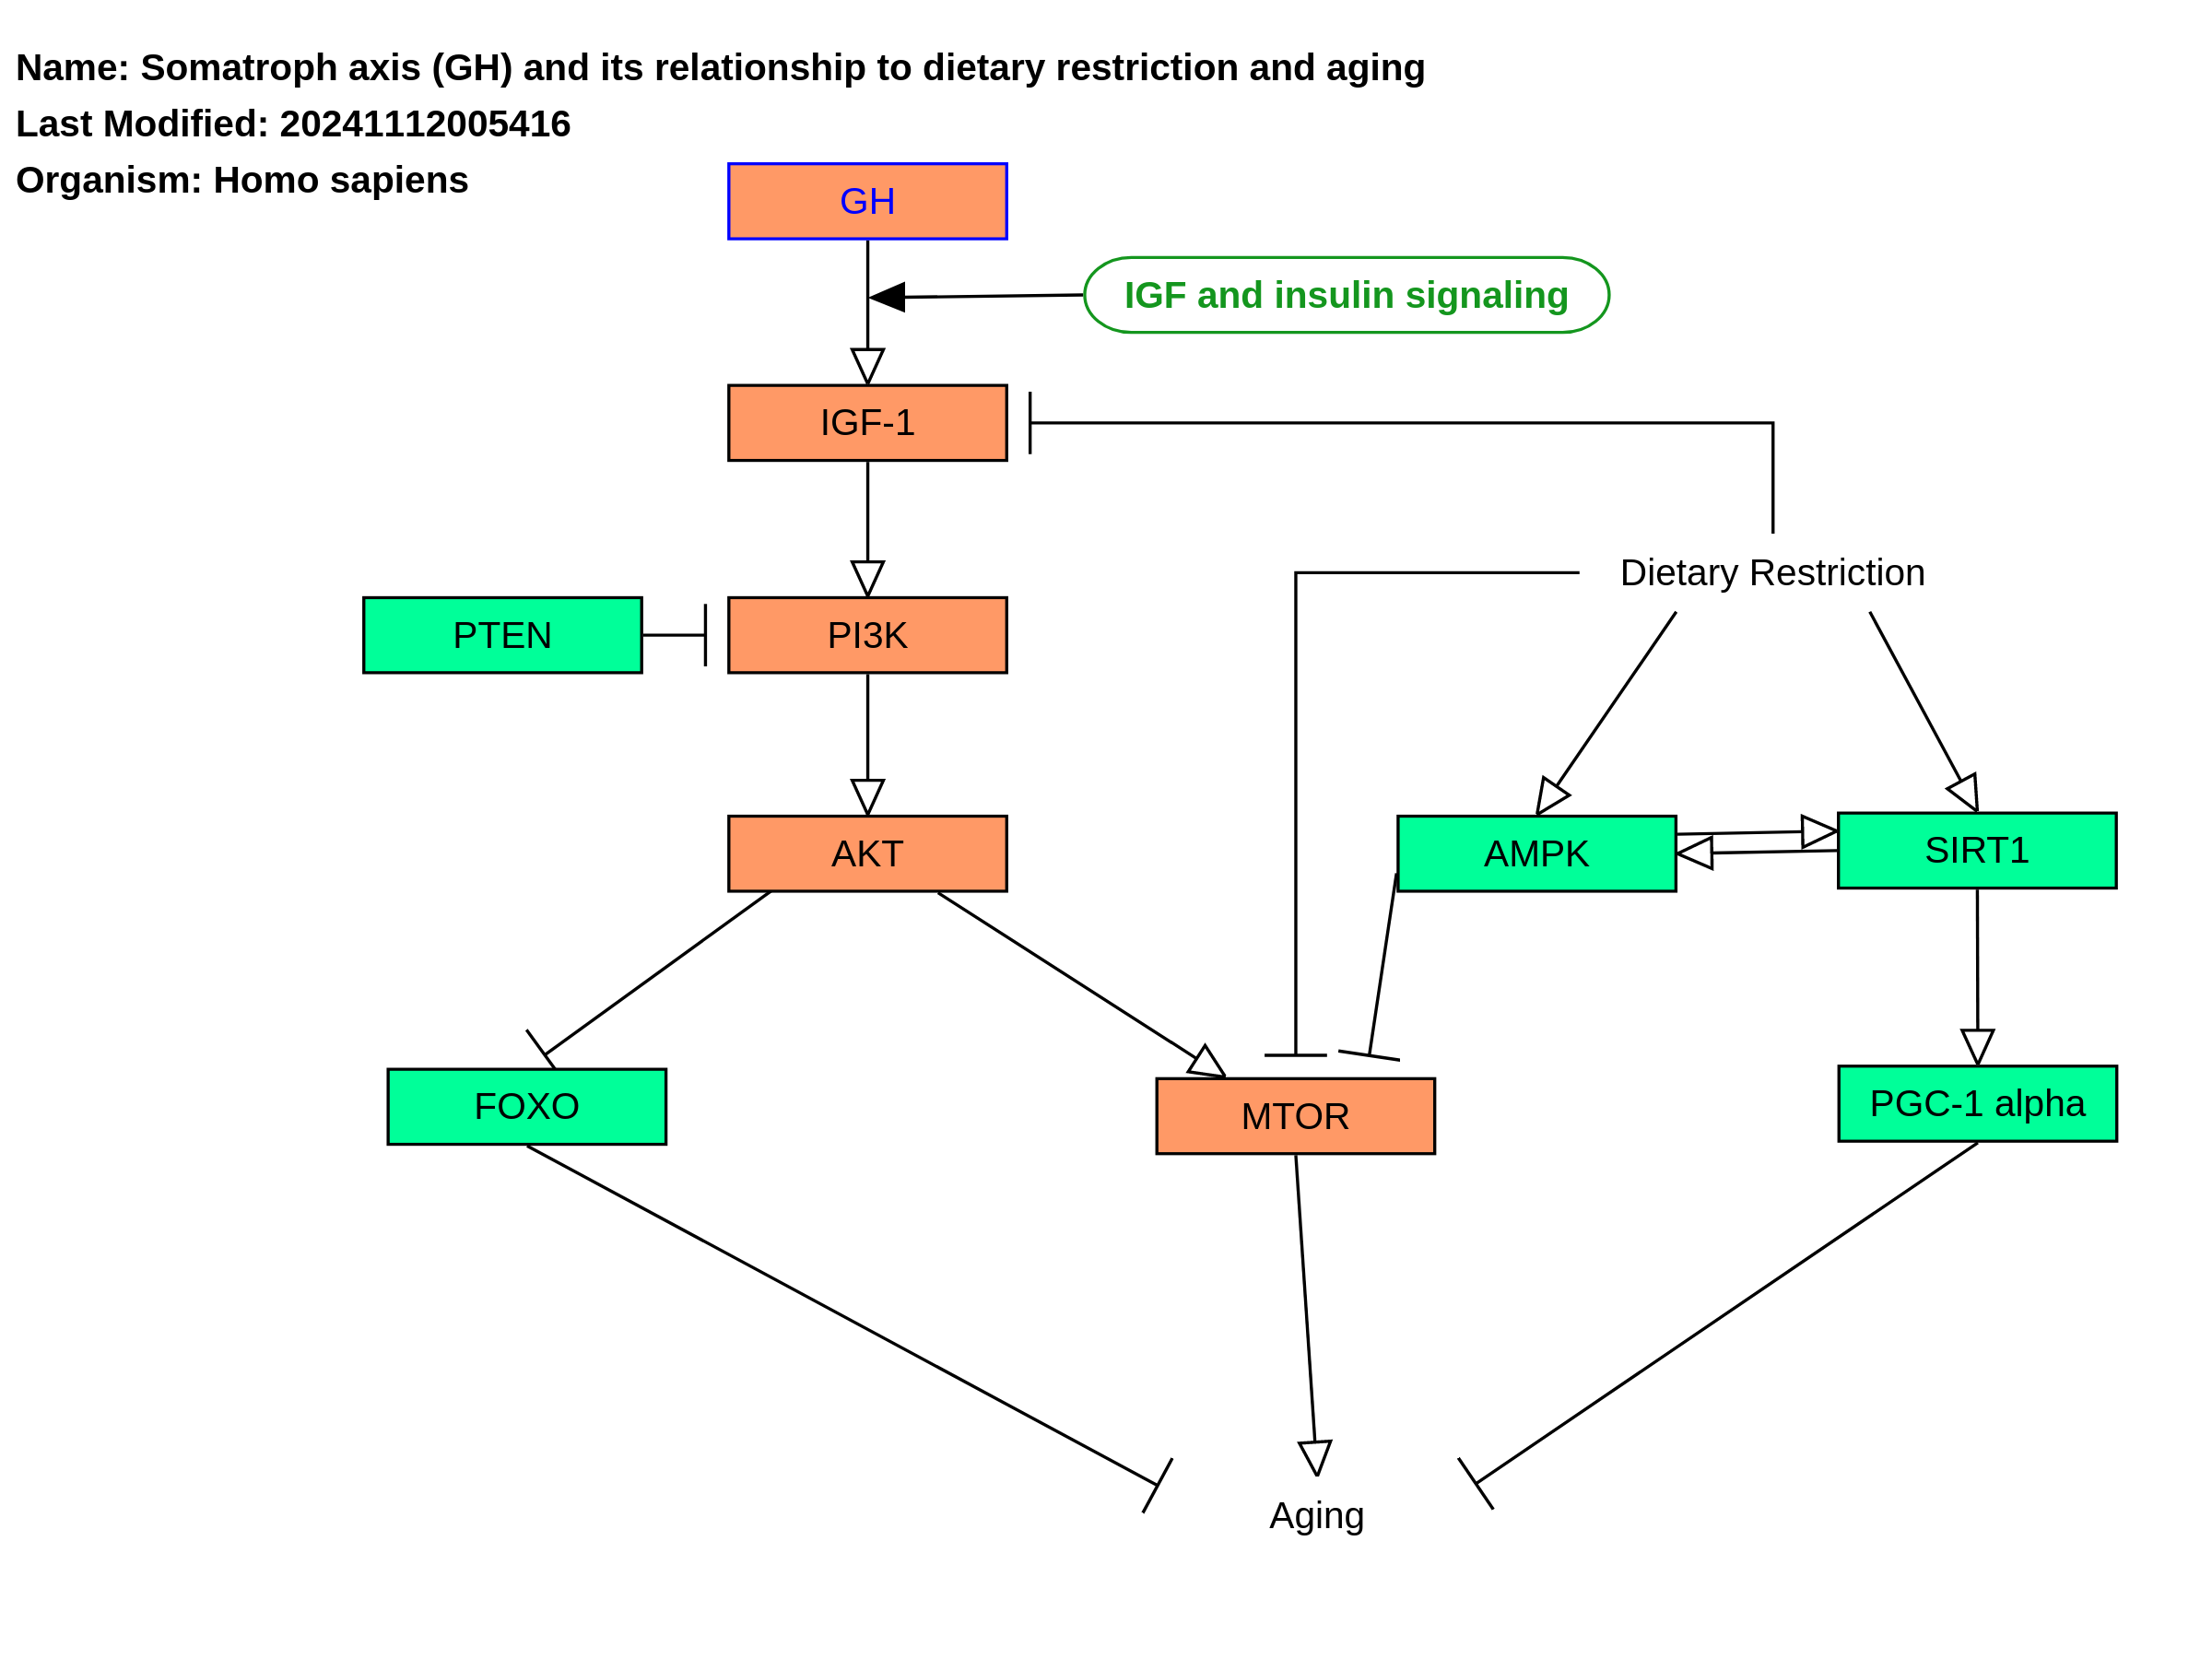 Name: Somatroph axis (GH) and its relationship to dietary restriction and aging
Last Modified: 20241112005416
Organism: Homo sapiens
GH
IGF and insulin signaling
IGF-1
Dietary Restriction
PTEN
PI3K
AKT
AMPK
SIRT1
FOXO
MTOR
PGC-1 alpha
Aging